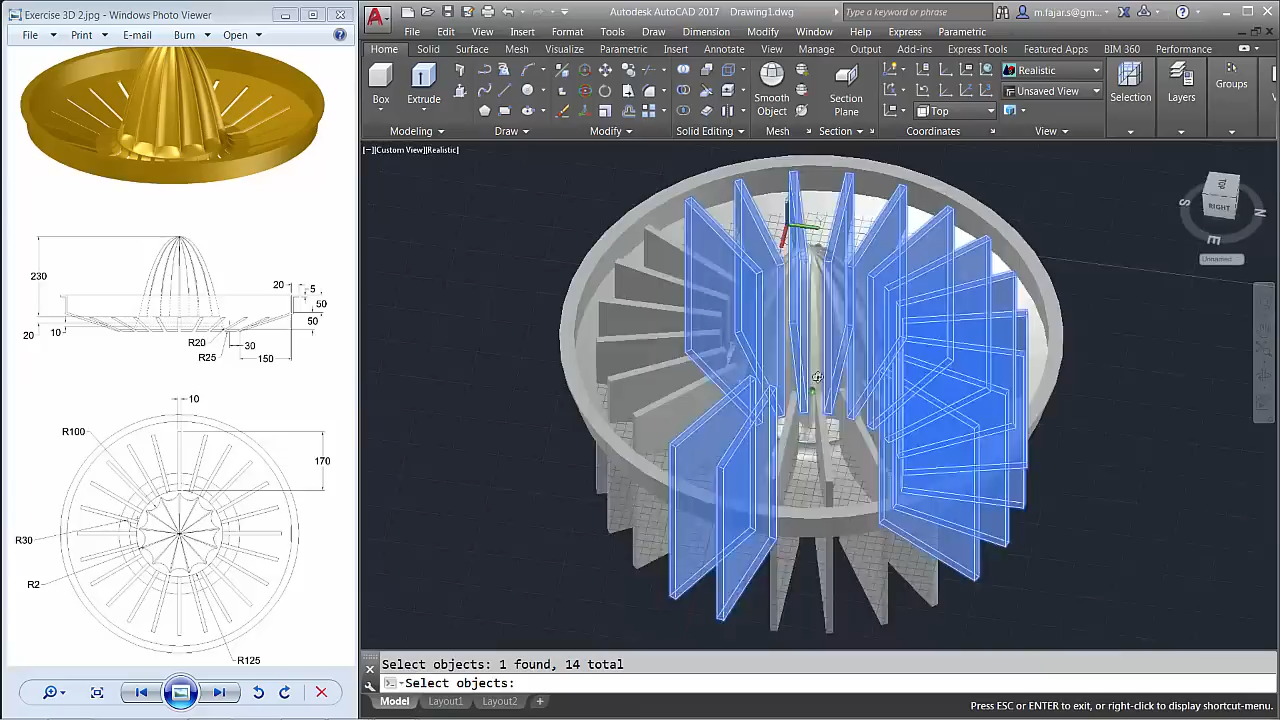 Exercise 3D 2.jpg - Windows Photo Viewer
File Print E-mail Burn Open
230
20
5
50
50
10
20
R20
R25
30
150
10
R100
170
R30
R2
R125
Autodesk AutoCAD 2017 Drawing1.dwg
Type a keyword or phrase
m.fajar.s@gm...
File Edit View Insert Format Tools Draw Dimension Modify Window Help Express Parametric
Home Solid Surface Mesh Visualize Parametric Insert Annotate View Manage Output Add-ins Express Tools Featured Apps BIM 360 Performance
Box
Extrude
Smooth Object
Section Plane
Realistic
Unsaved View
Top
Selection
Layers
Groups
Modeling Draw Modify Solid Editing Mesh Section Coordinates View
[-][Custom View][Realistic]
TOP
RIGHT
S
N
E
Unnamed
Select objects: 1 found, 14 total
Select objects:
Model Layout1 Layout2 +
Press ESC or ENTER to exit, or right-click to display shortcut-menu.